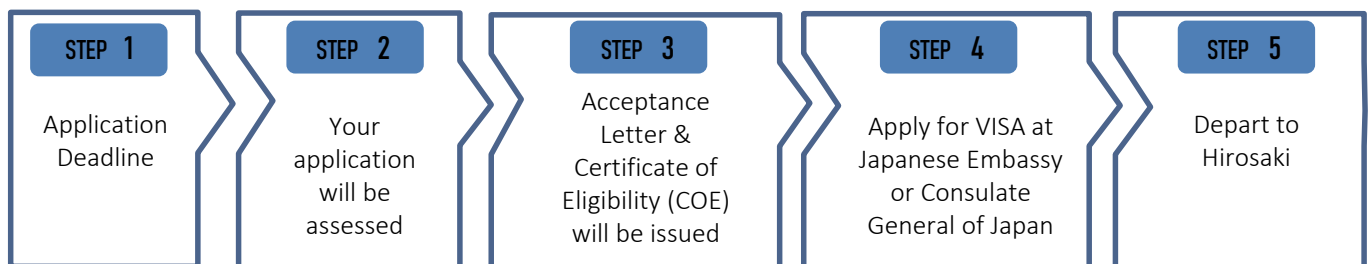 STEP 1
Application
Deadline
STEP 2
Your
application
will be
assessed
STEP 3
Acceptance
Letter &
Certificate of
Eligibility (COE)
will be issued
STEP 4
Apply for VISA at
Japanese Embassy
or Consulate
General of Japan
STEP 5
Depart to
Hirosaki